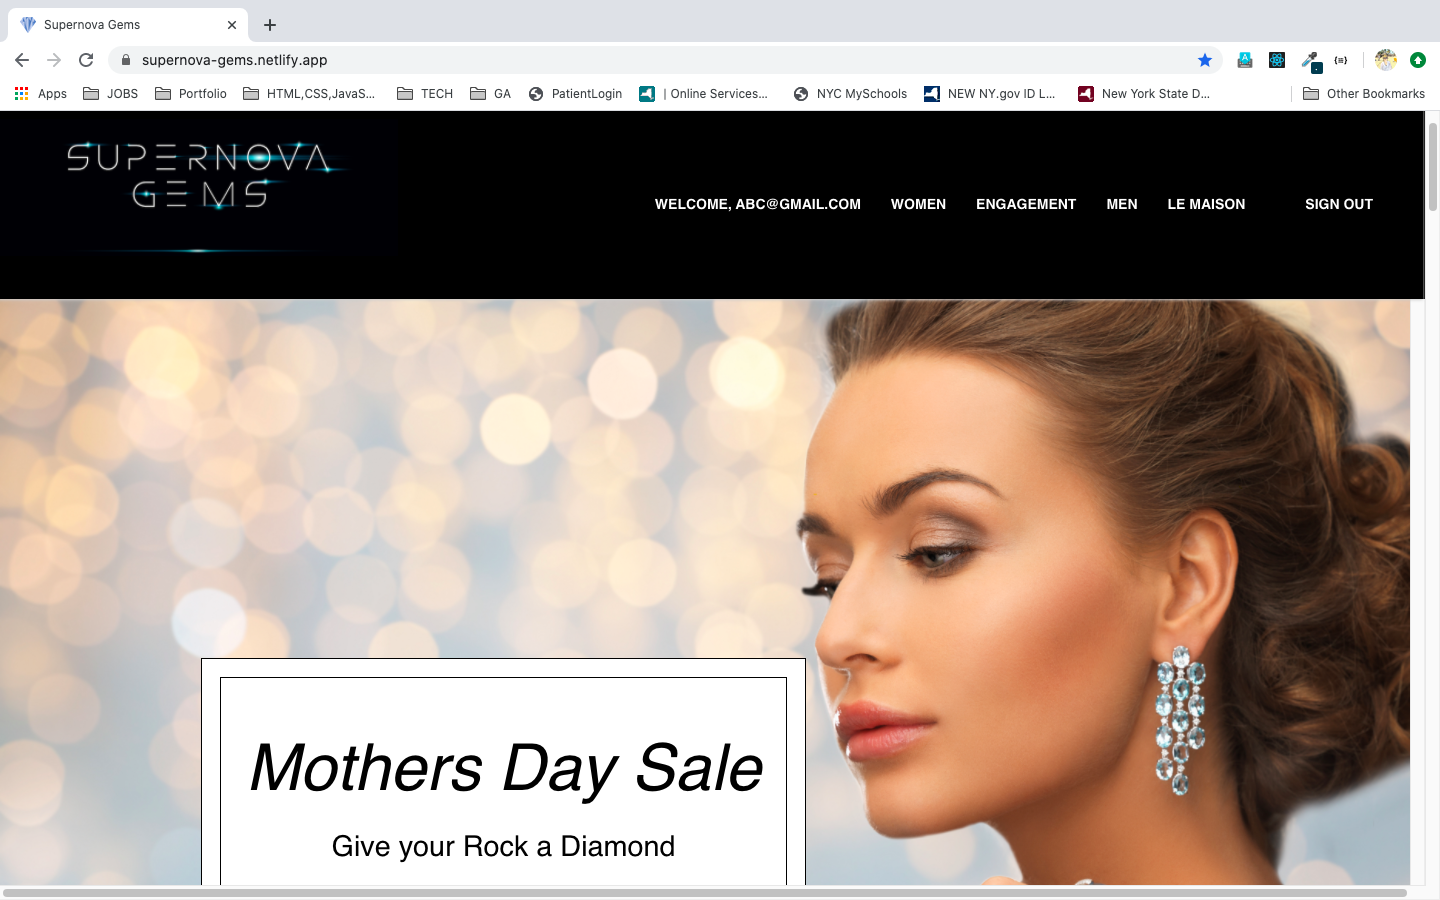 Supernova Gems
supernova-gems.netlify.app
Apps JOBS Portfolio HTML,CSS,JavaS... TECH GA PatientLogin | Online Services... NYC MySchools NEW NY.gov ID L... New York State D... Other Bookmarks
SUPERNOVA
GEMS
WELCOME, ABC@GMAIL.COM WOMEN ENGAGEMENT MEN LE MAISON SIGN OUT
Mothers Day Sale
Give your Rock a Diamond